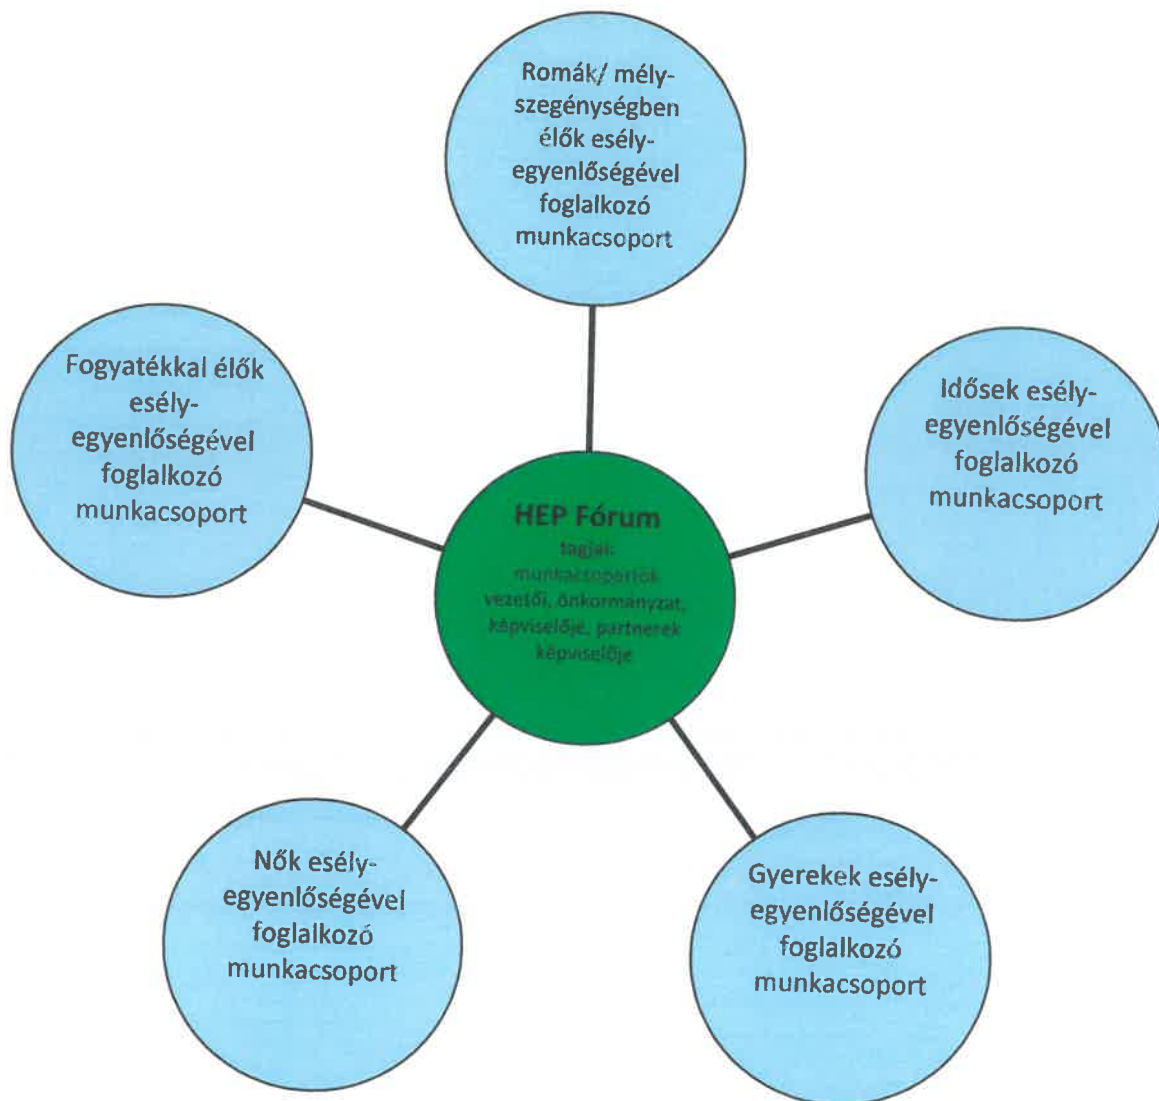 Romák/ mély-
szegénységben
élők esély-
egyenlőségével
foglalkozó
munkacsoport
Fogyatékkal élők
esély-
egyenlőségével
foglalkozó
munkacsoport
Idősek esély-
egyenlőségével
foglalkozó
munkacsoport
HEP Fórum
tagjai:
munkacsoportok
vezetői, önkormányzat,
képviselője, partnerek
képviselője
Nők esély-
egyenlőségével
foglalkozó
munkacsoport
Gyerekek esély-
egyenlőségével
foglalkozó
munkacsoport